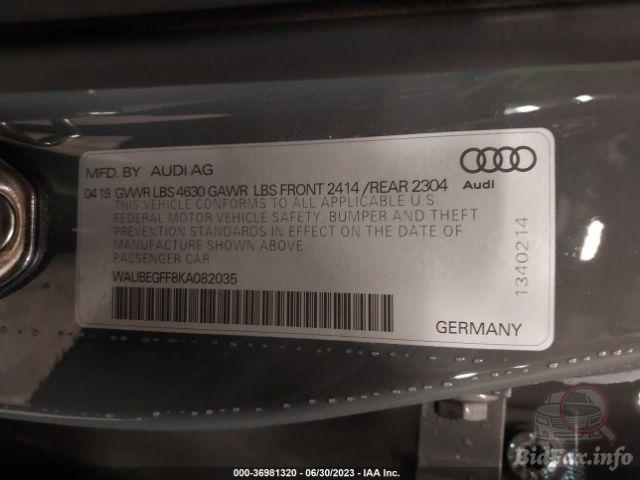 MFD. BY AUDI AG
04 19 GVWR LBS 4630 GAWR LBS FRONT 2414 /REAR 2304
THIS VEHICLE CONFORMS TO ALL APPLICABLE U.S
FEDERAL MOTOR VEHICLE SAFETY, BUMPER AND THEFT
PREVENTION STANDARDS IN EFFECT ON THE DATE OF
MANUFACTURE SHOWN ABOVE
PASSENGER CAR
WAUBEGFF8KA082035
Audi
1340214
GERMANY
000-36981320 - 06/30/2023 - IAA Inc.
BidFax.info